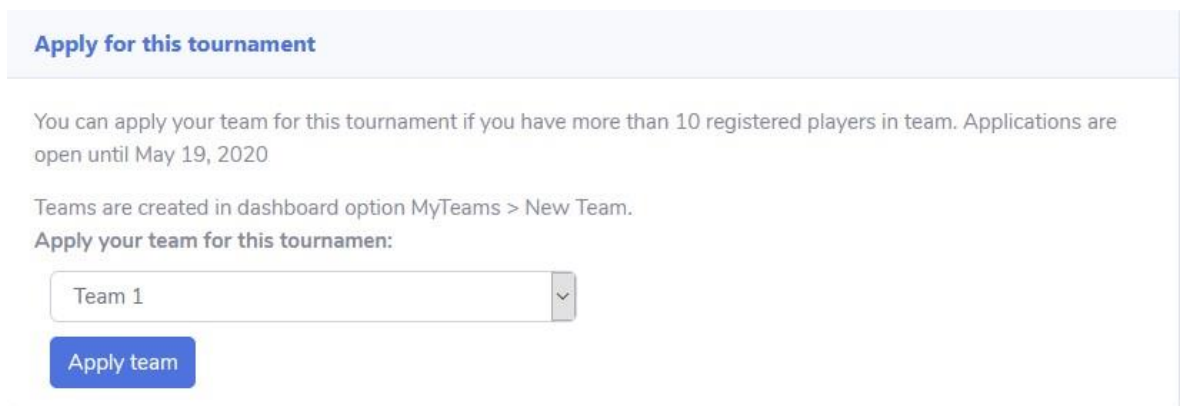 Apply for this tournament
You can apply your team for this tournament if you have more than 10 registered players in team. Applications are
open until May 19, 2020
Teams are created in dashboard option MyTeams > New Team.
Apply your team for this tournamen:
Team 1
Apply team